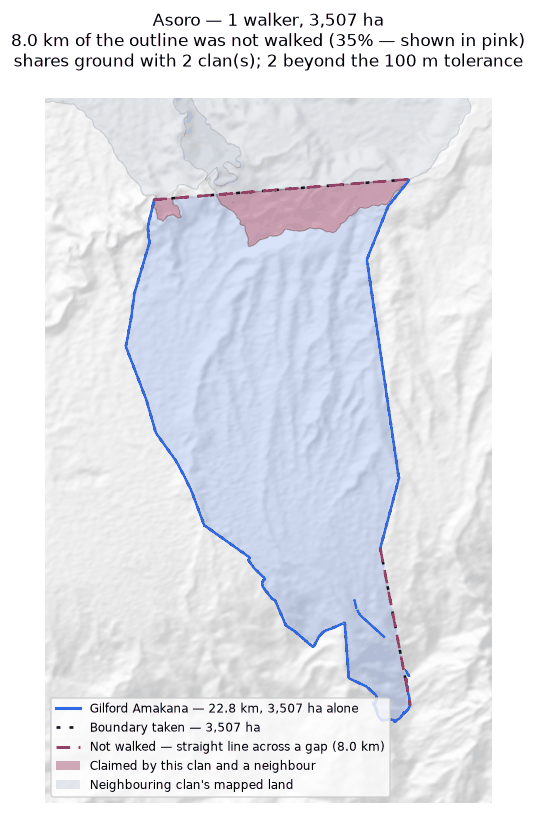 Asoro — 1 walker, 3,507 ha
8.0 km of the outline was not walked (35% — shown in pink)
shares ground with 2 clan(s); 2 beyond the 100 m tolerance
Gilford Amakana — 22.8 km, 3,507 ha alone
Boundary taken — 3,507 ha
Not walked — straight line across a gap (8.0 km)
Claimed by this clan and a neighbour
Neighbouring clan's mapped land